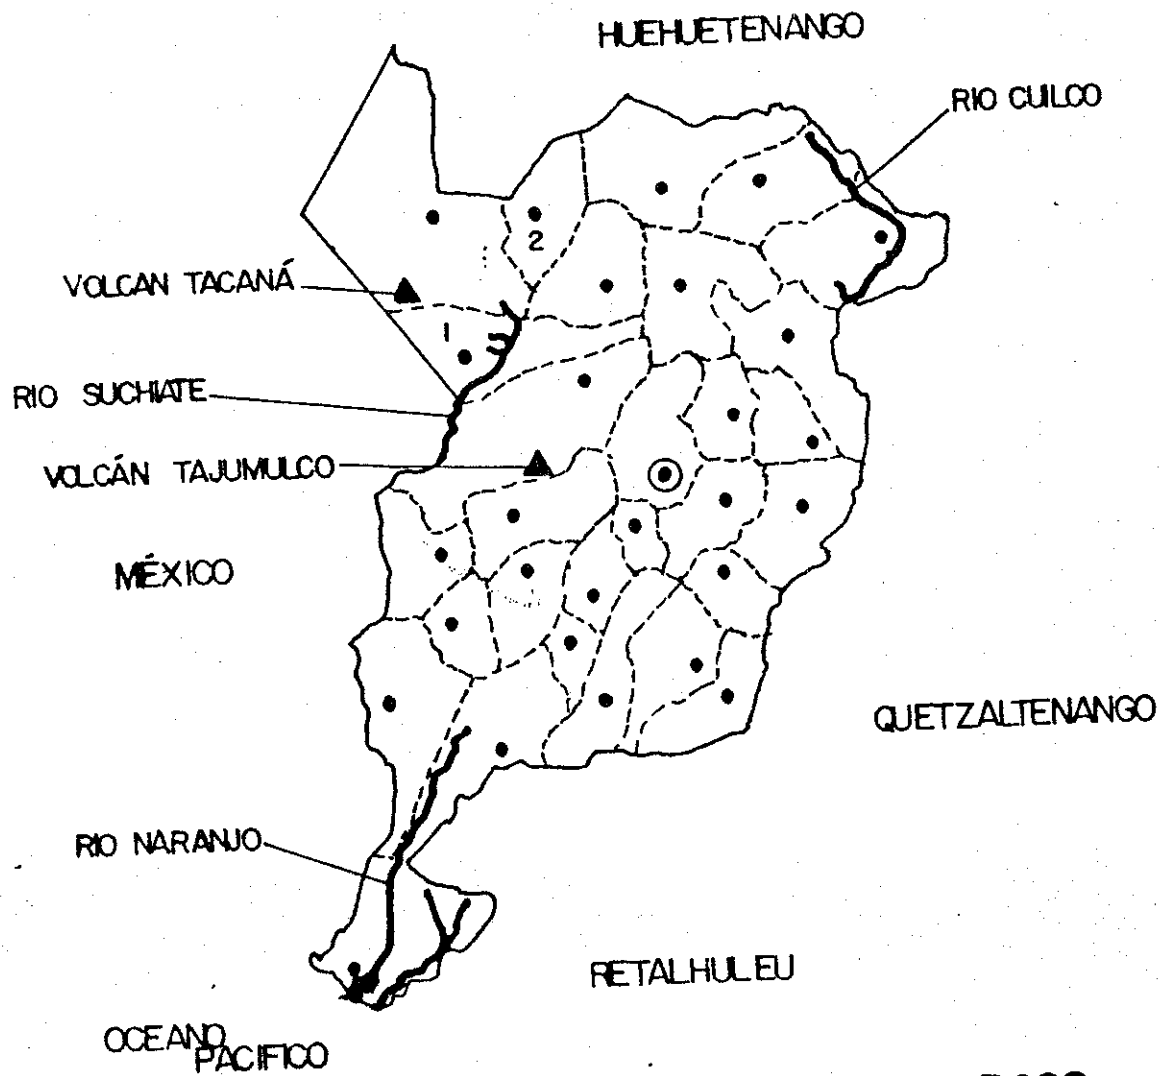 HUEHUETENANGO
RIO CUILCO
2
VOLCAN TACANÁ
1
RIO SUCHIATE
VOLCÁN TAJUMULCO
MÉXICO
QUETZALTENANGO
RIO NARANJO
RETALHULEU
OCEANO
PACIFICO